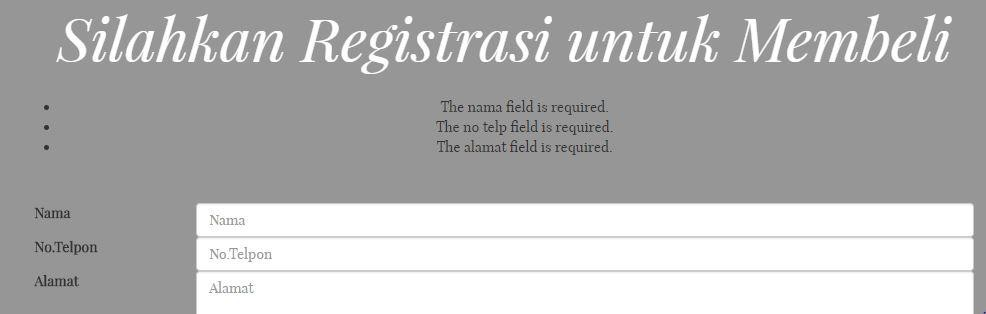 Silahkan Registrasi untuk Membeli
The nama field is required.
The no telp field is required.
The alamat field is required.
Nama
Nama
No.Telpon
No.Telpon
Alamat
Alamat